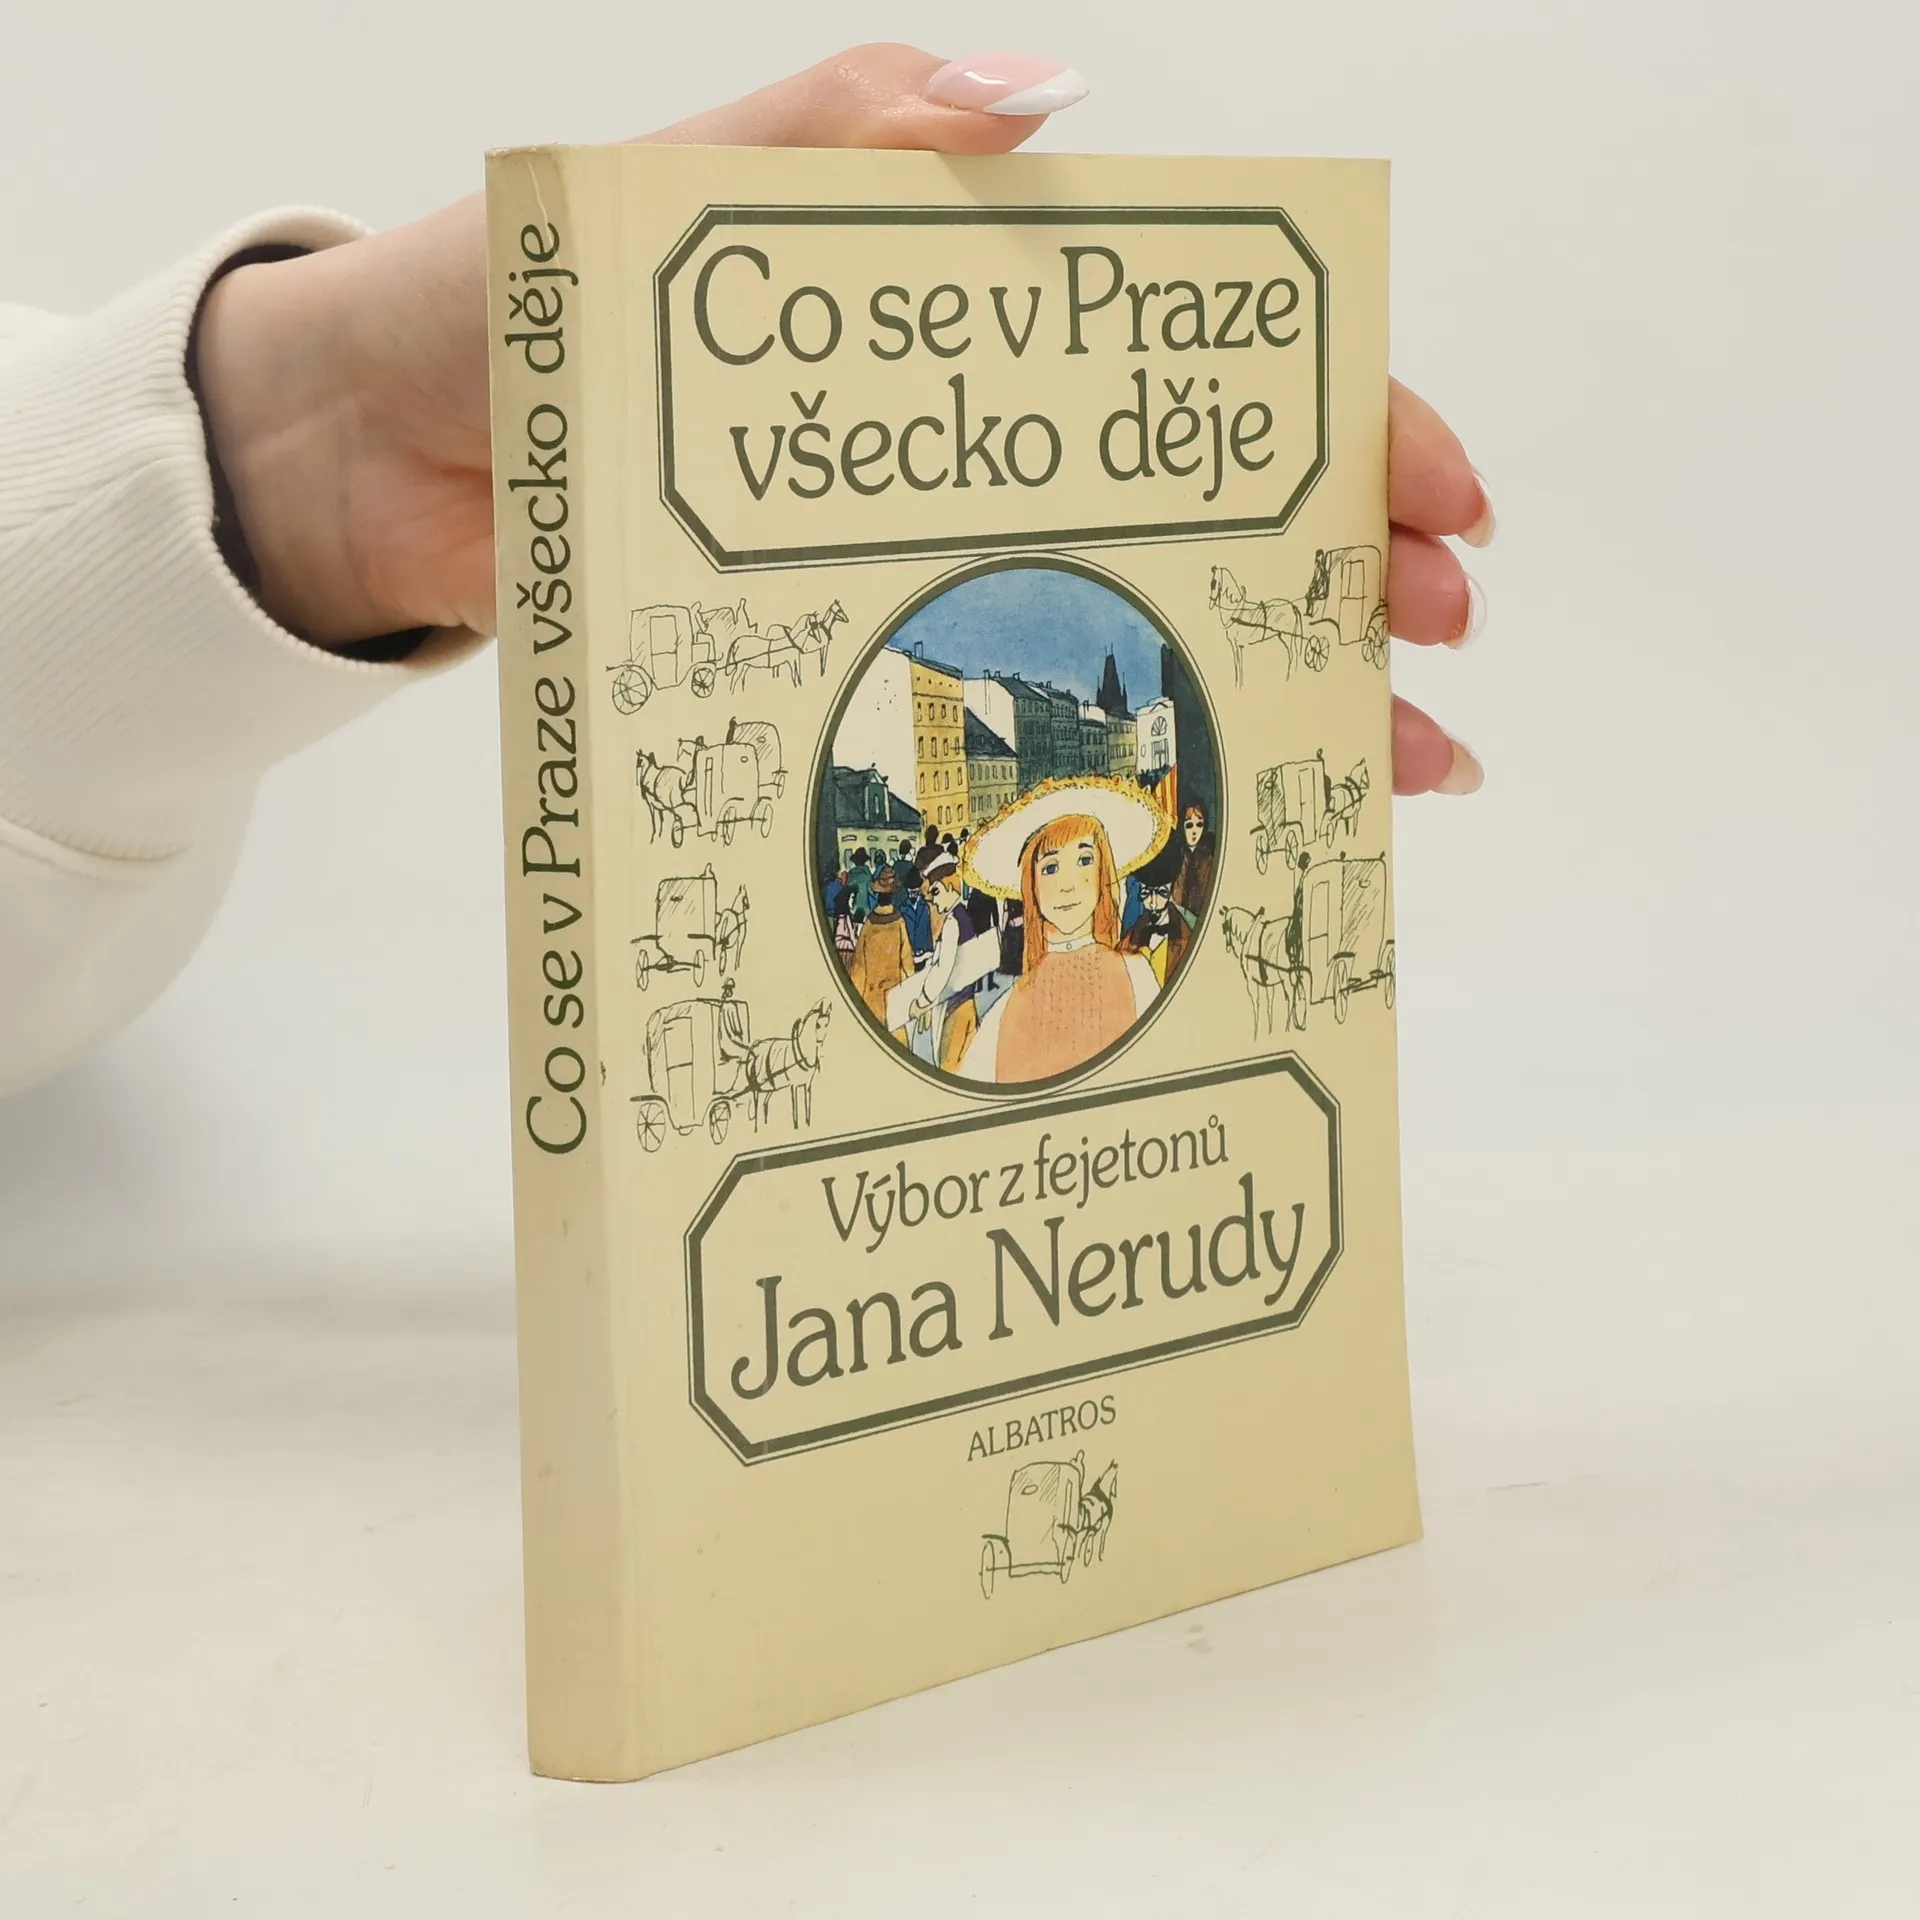 Co se v Praze všecko děje
Co se v Praze
všecko děje
Výbor z fejetonů
Jana Nerudy
ALBATROS